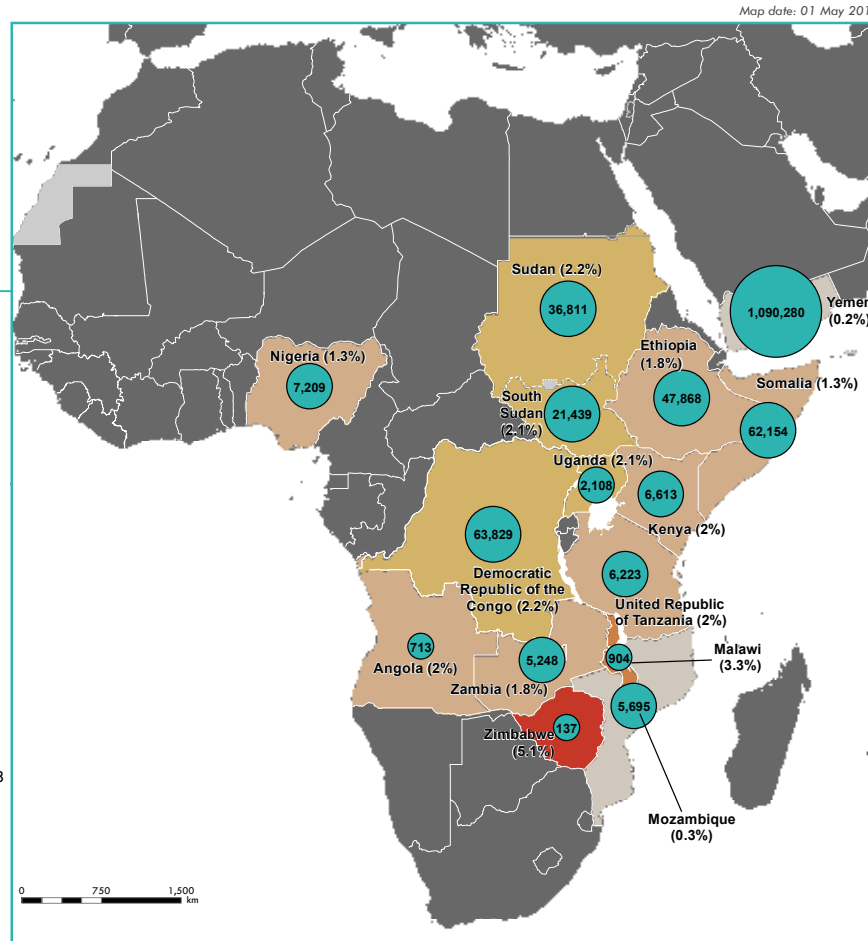 Map date: 01 May 201
Sudan (2.2%)
36,811
1,090,280
Yemen
(0.2%)
Nigeria (1.3%)
7,209
Ethiopia
(1.8%)
47,868
Somalia (1.3%)
62,154
South
Sudan
(2.1%)
21,439
Uganda (2.1%)
2,108
6,613
Kenya (2%)
63,829
Democratic
Republic of the
Congo (2.2%)
6,223
United Republic
of Tanzania (2%)
713
Angola (2%)
5,248
Zambia (1.8%)
904
Malawi
(3.3%)
5,695
137
Zimbabwe
(5.1%)
3
Mozambique
(0.3%)
0 750 1,500
km